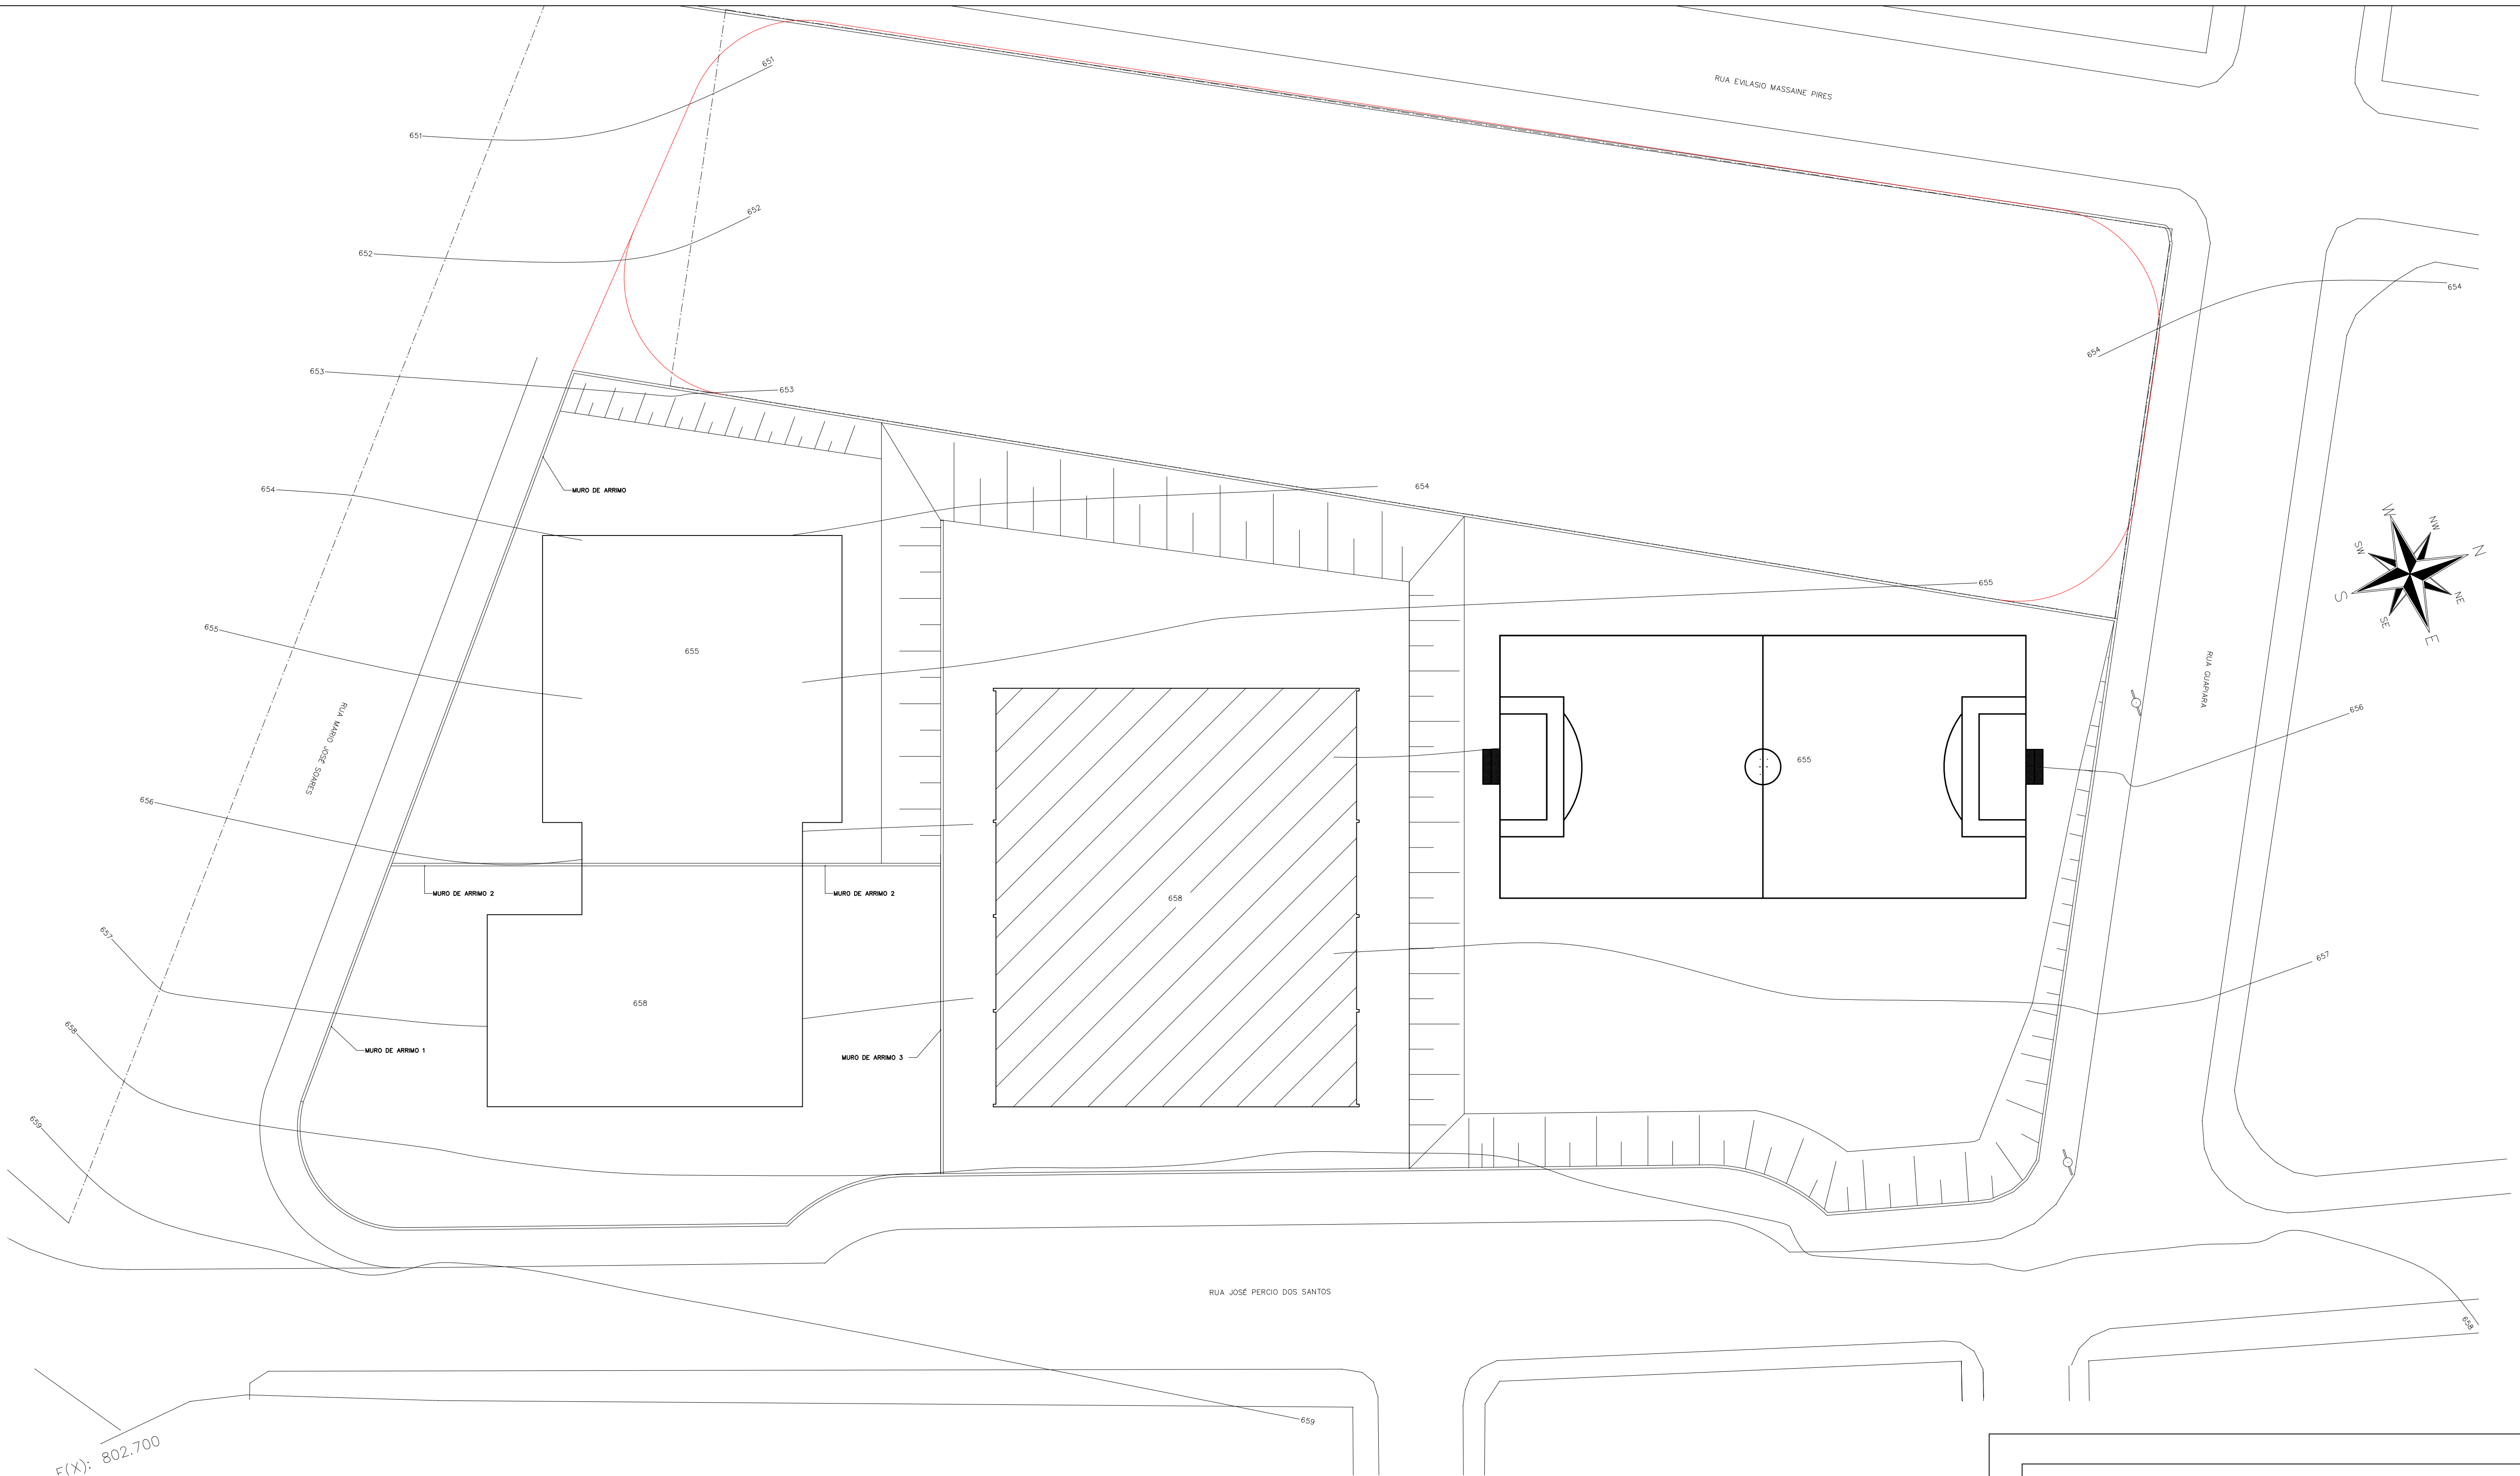 651
RUA EVILASIO MASSAINE PIRES
651
652
652
654
654
653
653
MURO DE ARRIMO
654
654
W
NW
SW
N
S
NE
SE
E
655
655
655
RUA GUAPIARA
RUA MARIO JOSÉ SOARES
656
655
656
MURO DE ARRIMO 2
MURO DE ARRIMO 2
658
657
657
658
658
MURO DE ARRIMO 1
MURO DE ARRIMO 3
659
RUA JOSÉ PERCIO DOS SANTOS
658
659
E(X): 802.700